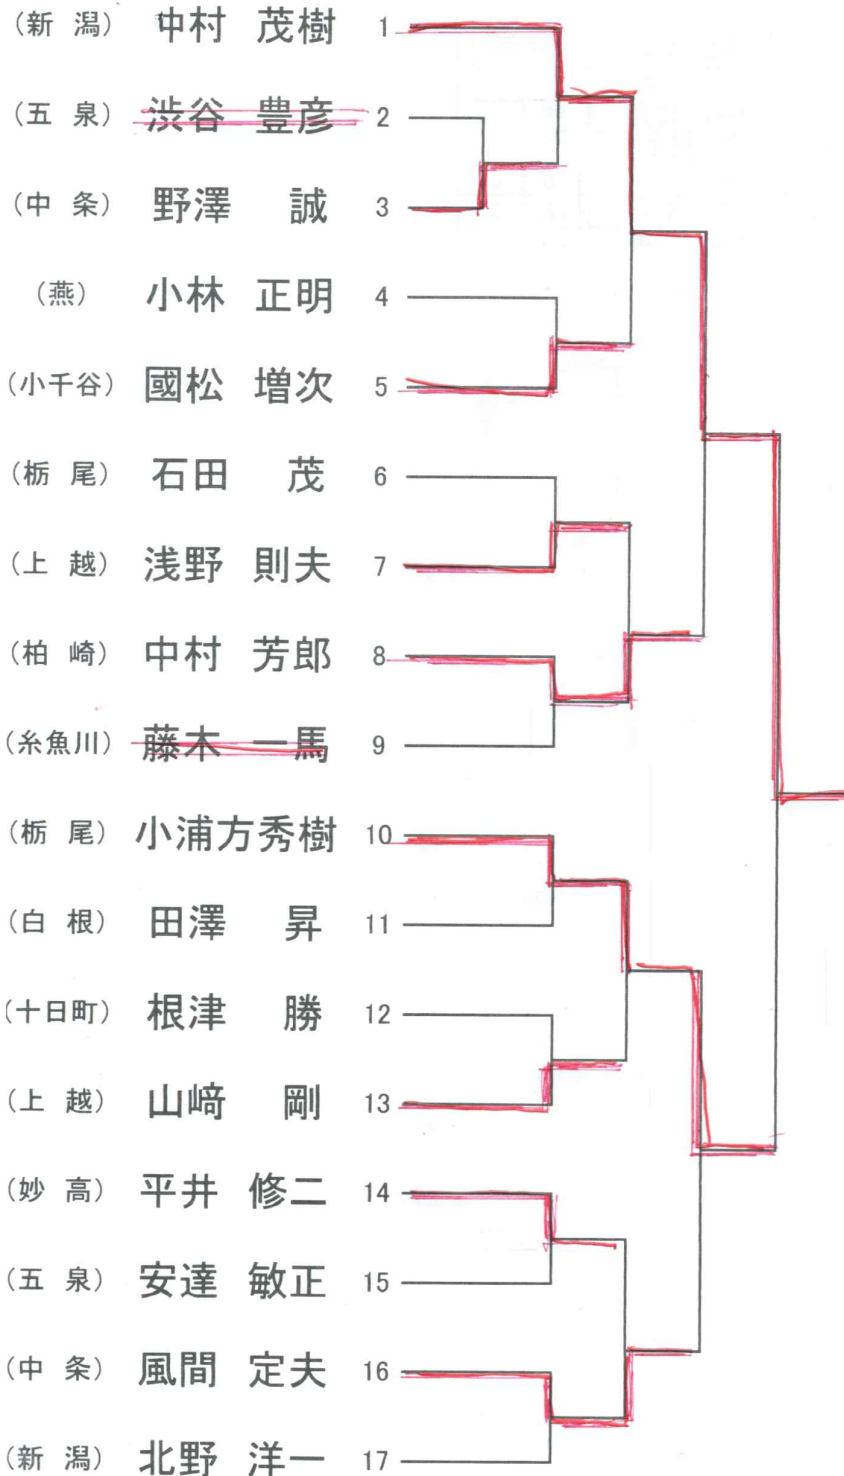 (新 潟) 中村 茂樹 1
(五 泉) 渋谷 豊彦 2
(中 条) 野澤 誠 3
(燕) 小林 正明 4
(小千谷) 國松 増次 5
(栃 尾) 石田 茂 6
(上 越) 浅野 則夫 7
(柏 崎) 中村 芳郎 8
(糸魚川) 藤木 一馬 9
(栃 尾) 小浦方秀樹 10
(白 根) 田澤 昇 11
(十日町) 根津 勝 12
(上 越) 山﨑 剛 13
(妙 高) 平井 修二 14
(五 泉) 安達 敏正 15
(中 条) 風間 定夫 16
(新 潟) 北野 洋一 17